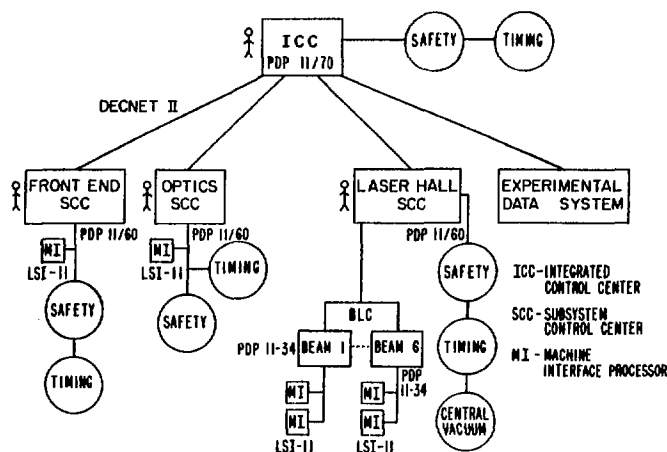 ICC
PDP 11/70
SAFETY
TIMING
DECNET II
FRONT END
SCC
OPTICS
SCC
LASER HALL
SCC
EXPERIMENTAL
DATA SYSTEM
PDP 11/60
MI
LSI-11
SAFETY
TIMING
PDP 11/60
MI
LSI-11
TIMING
SAFETY
PDP 11/60
SAFETY
TIMING
CENTRAL
VACUUM
ICC-INTEGRATED
CONTROL CENTER
SCC-SUBSYSTEM
CONTROL CENTER
MI - MACHINE
INTERFACE PROCESSOR
BLC
PDP 11-34
BEAM 1
BEAM 6
PDP
11-34
MI
MI
LSI-11
MI
MI
LSI-11